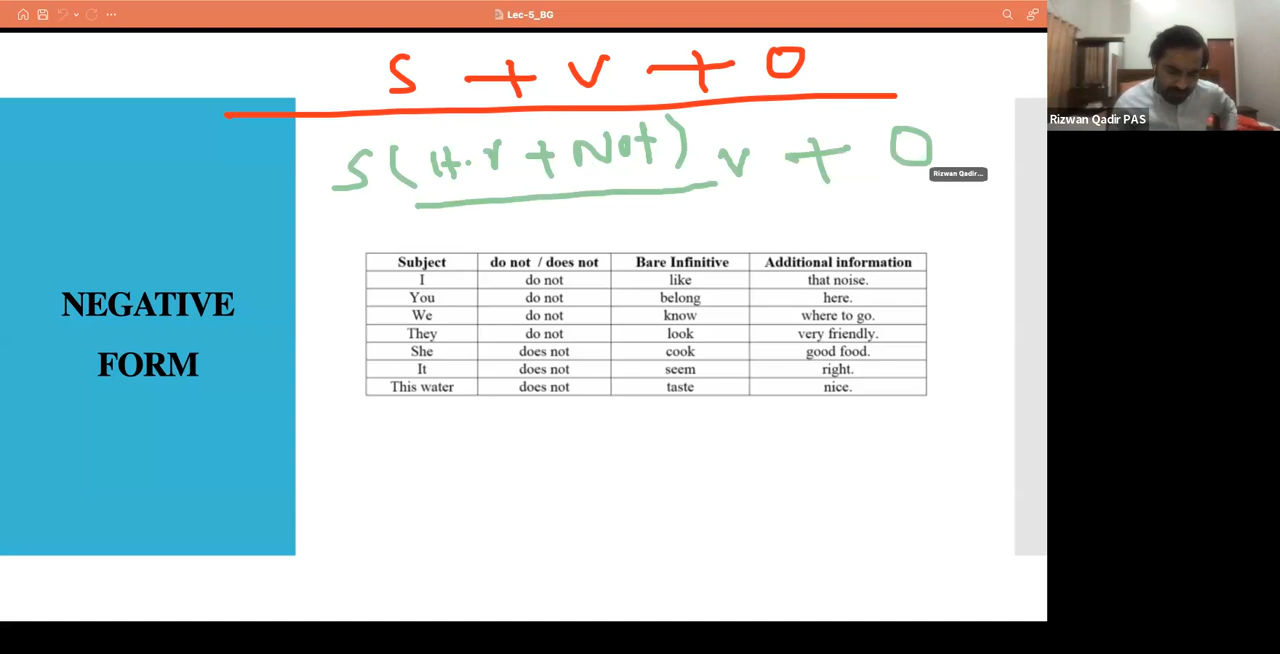 Lec-5_BG
S + V + O
S (H.V + Not) V + O
Rizwan Qadir PAS
Rizwan Qadir...
NEGATIVE
FORM
Subject do not / does not Bare Infinitive Additional information
I do not like that noise.
You do not belong here.
We do not know where to go.
They do not look very friendly.
She does not cook good food.
It does not seem right.
This water does not taste nice.